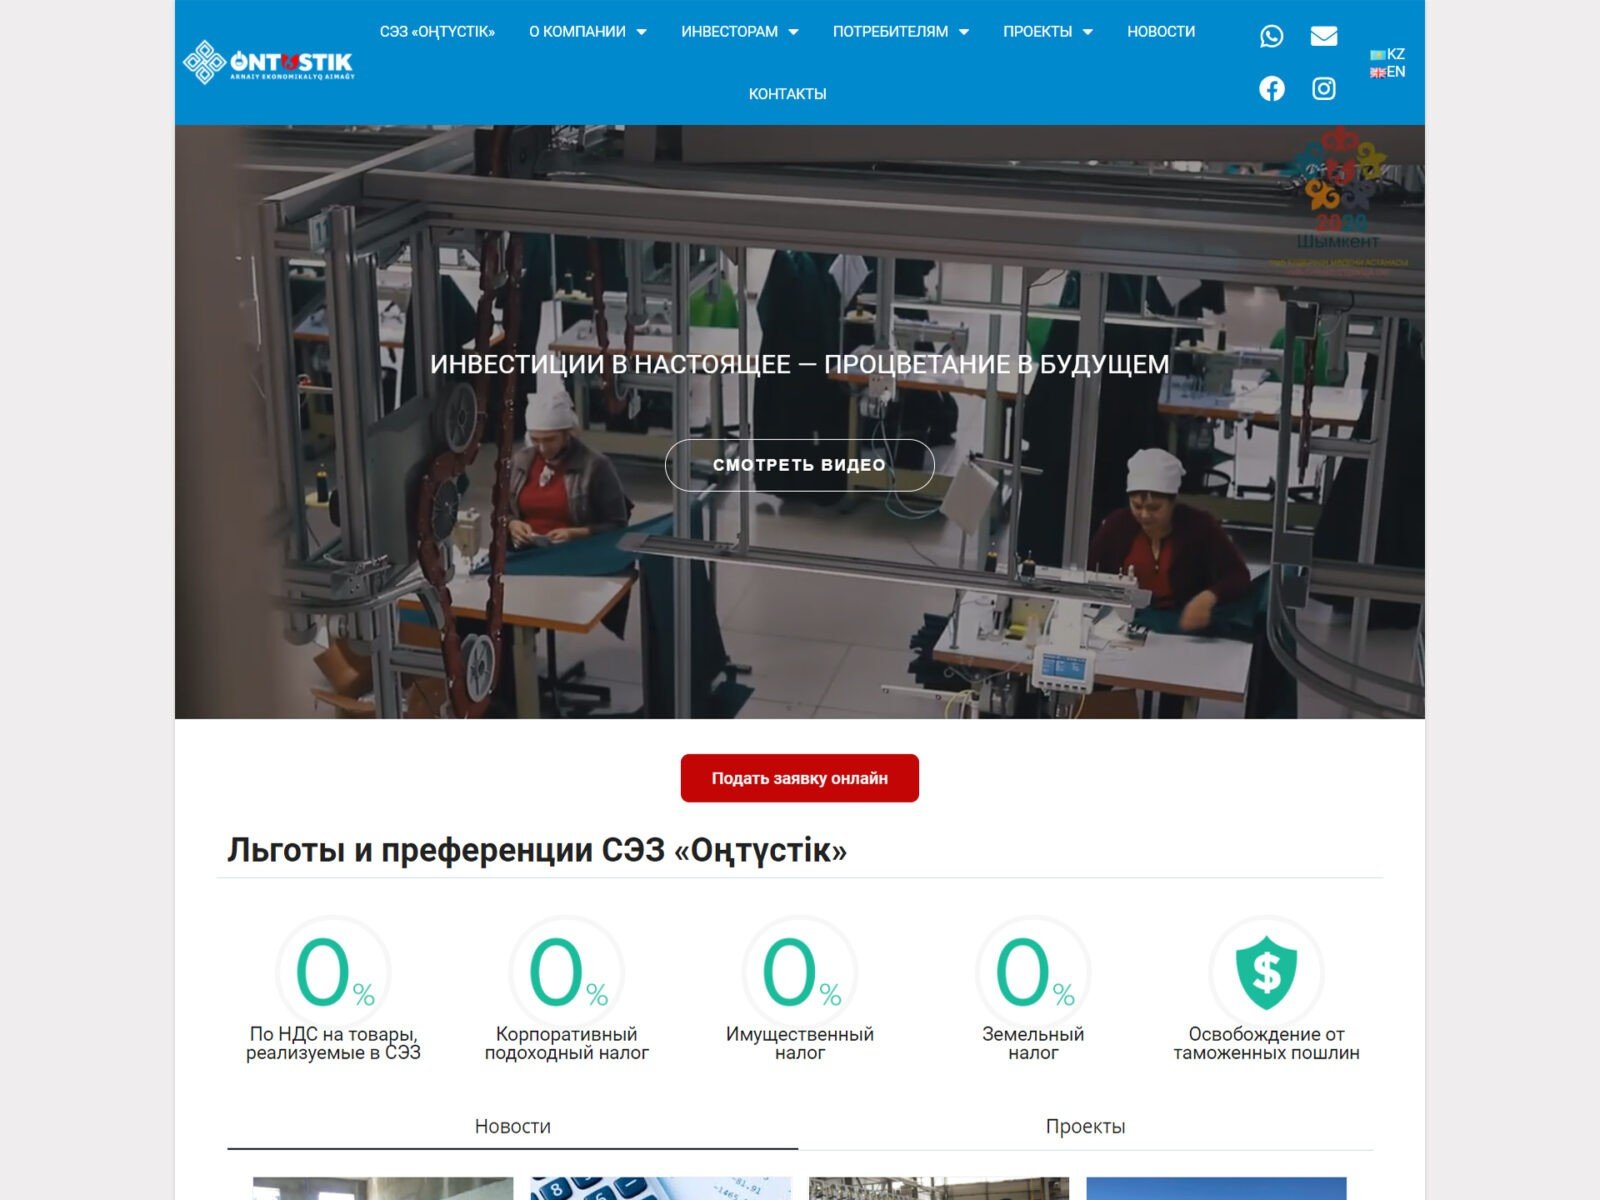 ONTUSTIK
ARNAIY EKONOMIKALYQ AIMAĞY
СЭЗ «ОҢТҮСТІК»
О КОМПАНИИ
ИНВЕСТОРАМ
ПОТРЕБИТЕЛЯМ
ПРОЕКТЫ
НОВОСТИ
КОНТАКТЫ
KZ
EN
2020
Шымкент
ИНВЕСТИЦИИ В НАСТОЯЩЕЕ — ПРОЦВЕТАНИЕ В БУДУЩЕМ
СМОТРЕТЬ ВИДЕО
Подать заявку онлайн
Льготы и преференции СЭЗ «Оңтүстік»
0%
По НДС на товары,
реализуемые в СЭЗ
0%
Корпоративный
подоходный налог
0%
Имущественный
налог
0%
Земельный
налог
$
Освобождение от
таможенных пошлин
Новости
Проекты